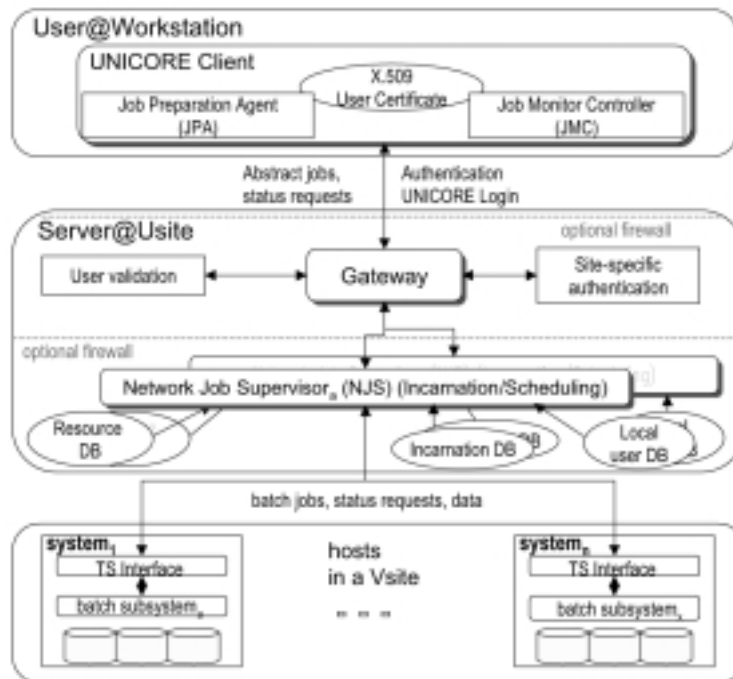 User@Workstation
UNICORE Client
X.509
User Certificate
Job Preparation Agent
(JPA)
Job Monitor Controller
(JMC)
Abstract jobs,
status requests
Authentication
UNICORE Login
Server@Usite
optional firewall
User validation
Gateway
Site-specific
authentication
optional firewall
Network Job Supervisor (NJS) (Incarnation/Scheduling)
Resource
DB
Incarnation DB
DB
Local
user DB
batch jobs, status requests, data
system1
TS Interface
batch subsystem
hosts
in a Vsite
systemn
TS Interface
batch subsystem